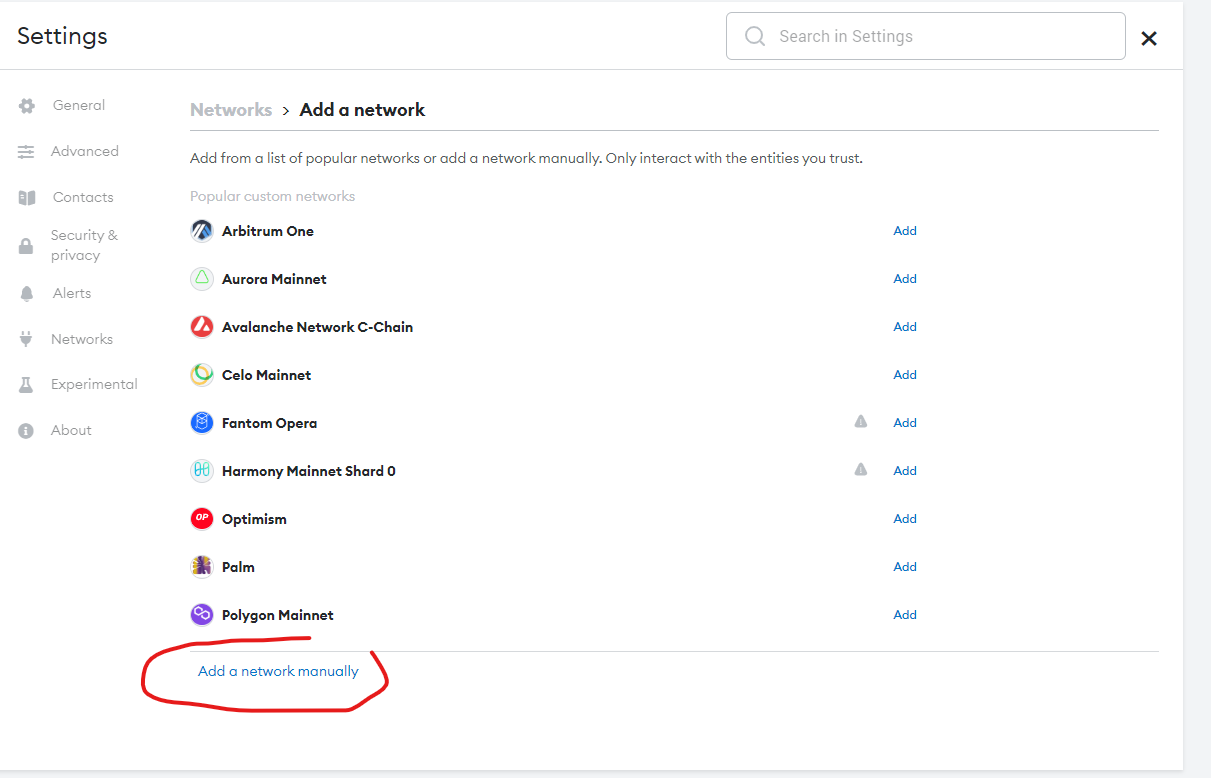 Settings
Search in Settings
General
Advanced
Contacts
Security &
privacy
Alerts
Networks
Experimental
About
Networks > Add a network
Add from a list of popular networks or add a network manually. Only interact with the entities you trust.
Popular custom networks
Arbitrum One Add
Aurora Mainnet Add
Avalanche Network C-Chain Add
Celo Mainnet Add
Fantom Opera Add
Harmony Mainnet Shard 0 Add
OP Optimism Add
Palm Add
Polygon Mainnet Add
Add a network manually